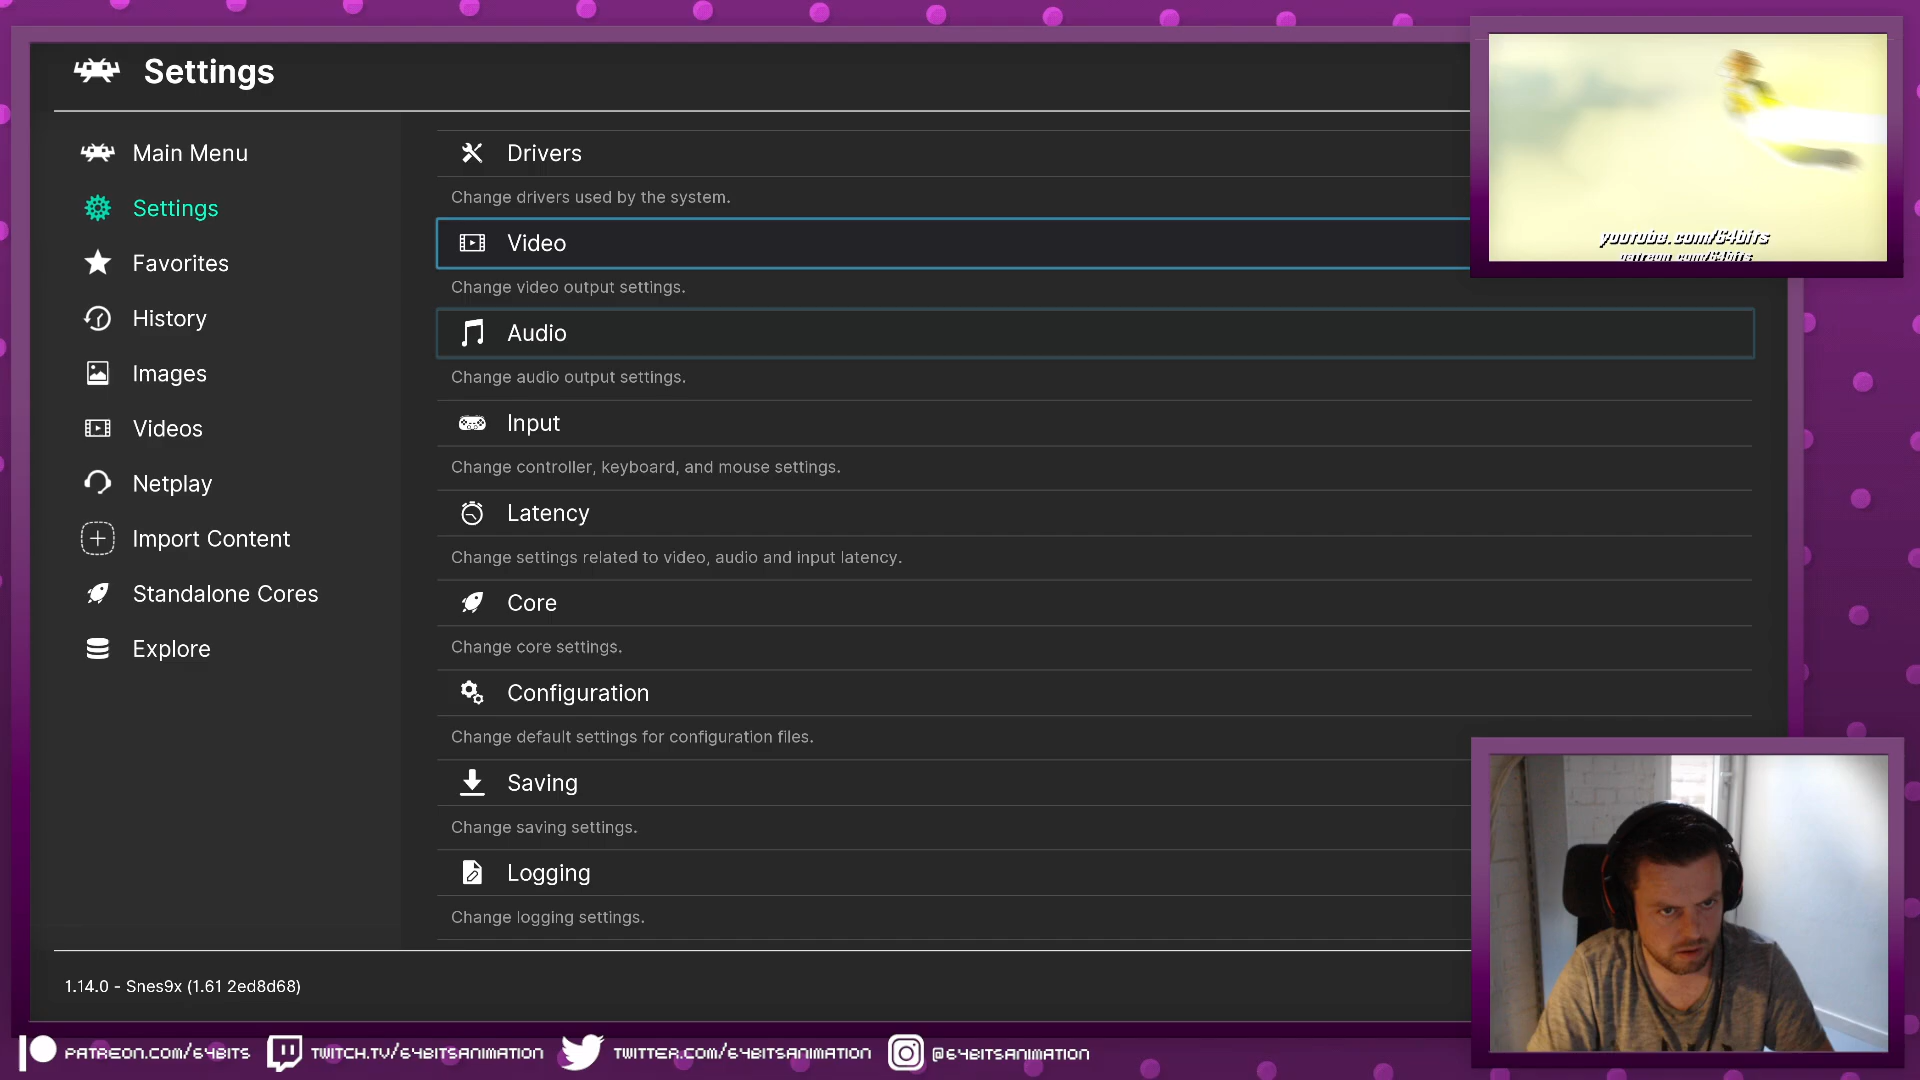 Settings
Main Menu
Settings
Favorites
History
Images
Videos
Netplay
Import Content
Standalone Cores
Explore
Drivers
Change drivers used by the system.
Video
Change video output settings.
Audio
Change audio output settings.
Input
Change controller, keyboard, and mouse settings.
Latency
Change settings related to video, audio and input latency.
Core
Change core settings.
Configuration
Change default settings for configuration files.
Saving
Change saving settings.
Logging
Change logging settings.
youtube.com/64bits
patreon.com/64bits
1.14.0 - Snes9x (1.61 2ed8d68)
PATREON.COM/64BITS
TWITCH.TV/64BITSANIMATION
TWITTER.COM/64BITSANIMATION
@64BITSANIMATION